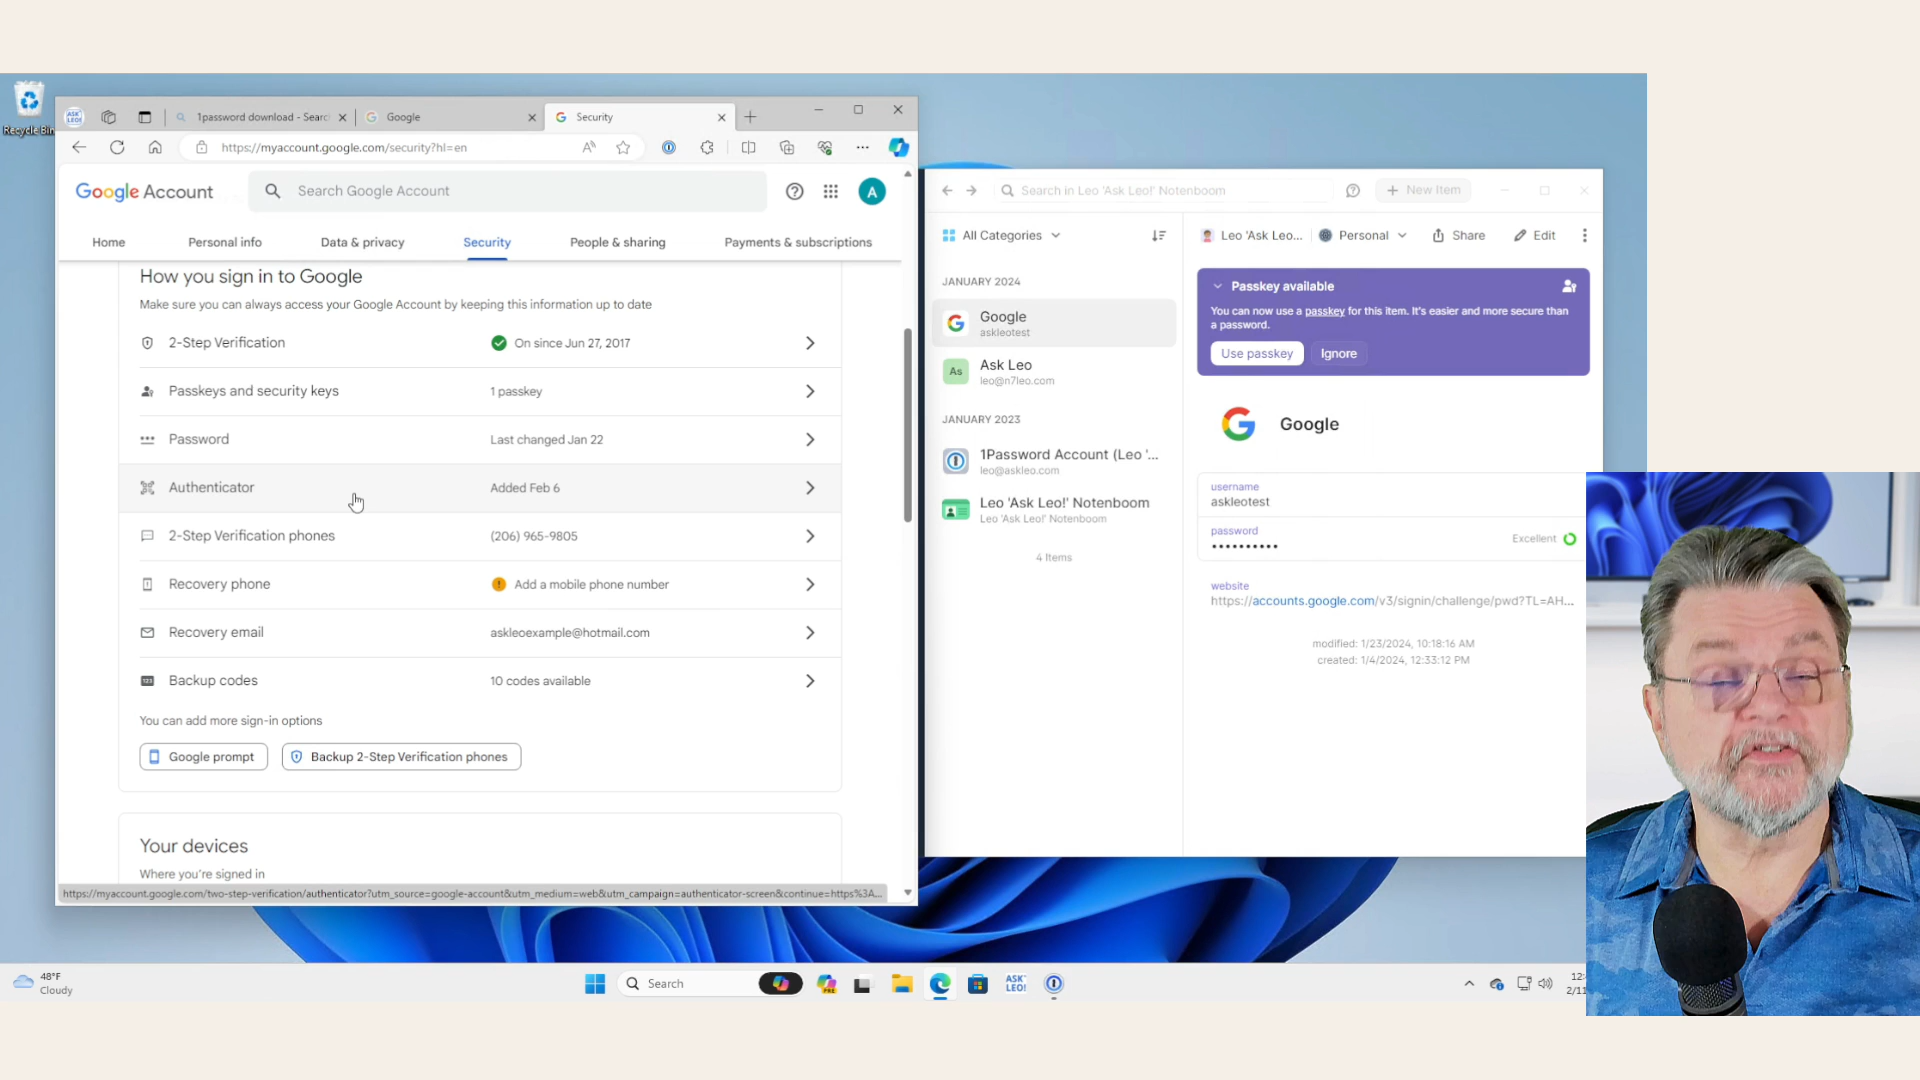 Recycle Bin
1password download - Searc
Google
Security
https://myaccount.google.com/security?hl=en
Google Account
Search Google Account
A
Home
Personal info
Data & privacy
Security
People & sharing
Payments & subscriptions
How you sign in to Google
Make sure you can always access your Google Account by keeping this information up to date
2-Step Verification
On since Jun 27, 2017
Passkeys and security keys
1 passkey
Password
Last changed Jan 22
Authenticator
Added Feb 6
2-Step Verification phones
(206) 965-9805
Recovery phone
Add a mobile phone number
Recovery email
askleoexample@hotmail.com
Backup codes
10 codes available
You can add more sign-in options
Google prompt
Backup 2-Step Verification phones
Your devices
Where you're signed in
https://myaccount.google.com/two-step-verification/authenticator?utm_source=google-account&utm_medium=web&utm_campaign=authenticator-screen&continue=https%3A...
Search in Leo 'Ask Leo!' Notenboom
New Item
All Categories
JANUARY 2024
Google
askleotest
As
Ask Leo
leo@n7leo.com
JANUARY 2023
1Password Account (Leo '...
leo@askleo.com
Leo 'Ask Leo!' Notenboom
Leo 'Ask Leo!' Notenboom
4 Items
Leo 'Ask Leo...
Personal
Share
Edit
Passkey available
You can now use a passkey for this item. It's easier and more secure than
a password.
Use passkey
Ignore
Google
username
askleotest
password
••••••••••
Excellent
website
https://accounts.google.com/v3/signin/challenge/pwd?TL=AH...
modified: 1/23/2024, 10:18:16 AM
created: 1/4/2024, 12:33:12 PM
48°F
Cloudy
Search
PRE
ASK
LEO!
12:
2/11